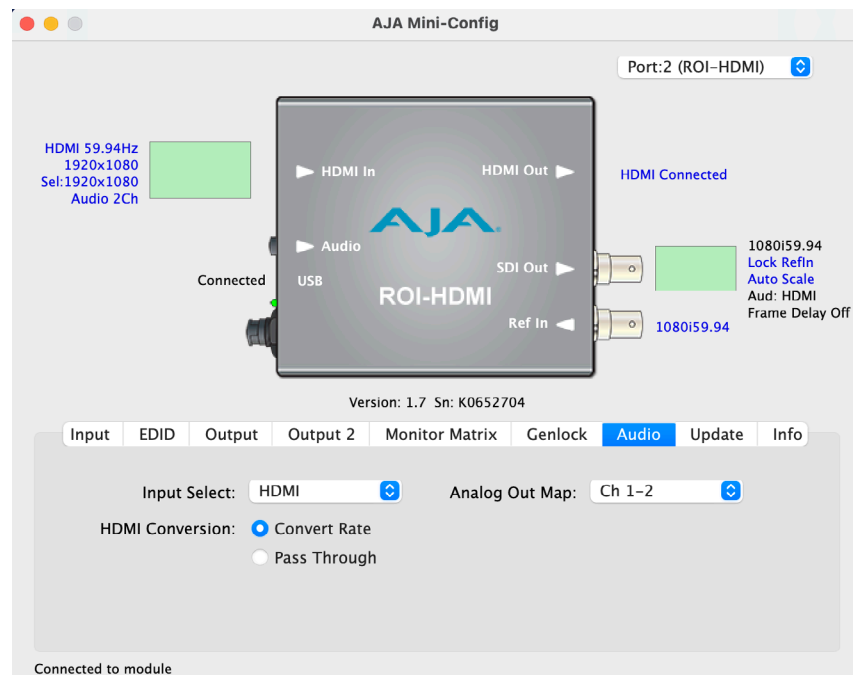 AJA Mini-Config
Port:2 (ROI-HDMI)
HDMI 59.94Hz
1920x1080
Sel:1920x1080
Audio 2Ch
HDMI In
HDMI Out
HDMI Connected
AJA
Audio
Connected
USB
ROI-HDMI
SDI Out
Ref In
1080i59.94
Lock RefIn
Auto Scale
Aud: HDMI
Frame Delay Off
1080i59.94
Version: 1.7 Sn: K0652704
Input EDID Output Output 2 Monitor Matrix Genlock Audio Update Info
Input Select: HDMI Analog Out Map: Ch 1-2
HDMI Conversion: Convert Rate
Pass Through
Connected to module